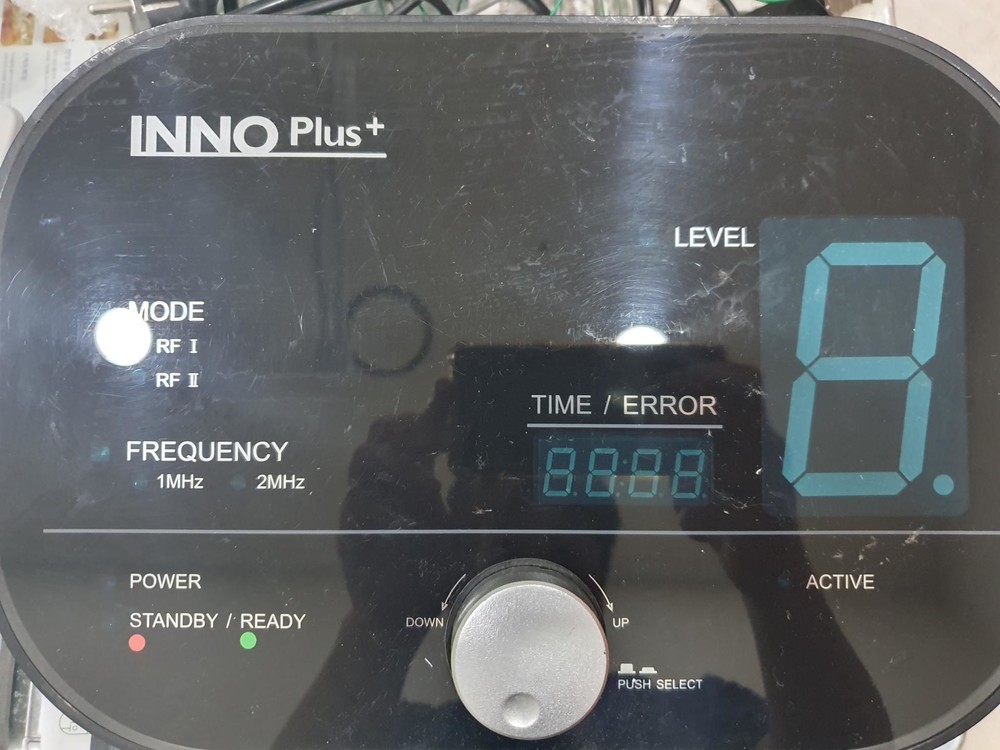 INNO Plus+
LEVEL
MODE
RF I
RF II
TIME / ERROR
FREQUENCY
1MHz 2MHz
POWER
ACTIVE
STANDBY / READY
DOWN
UP
PUSH SELECT